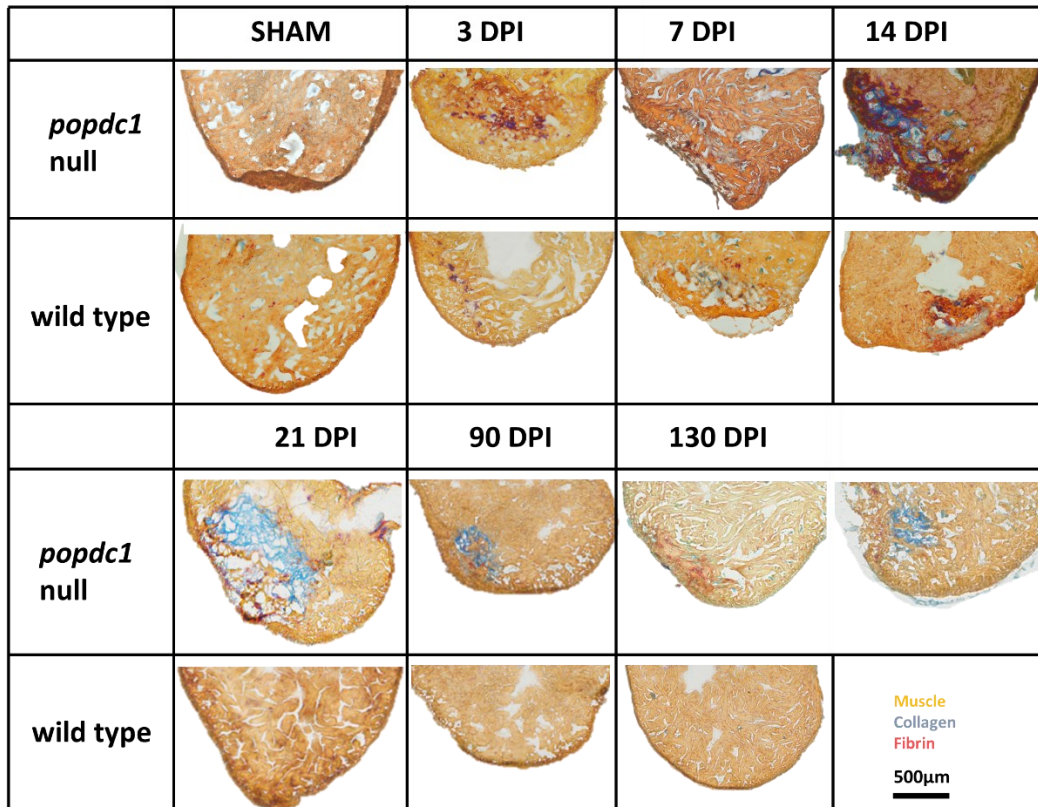 SHAM 3 DPI 7 DPI 14 DPI
popdc1
null
wild type
21 DPI 90 DPI 130 DPI
popdc1
null
wild type
Muscle
Collagen
Fibrin
500µm